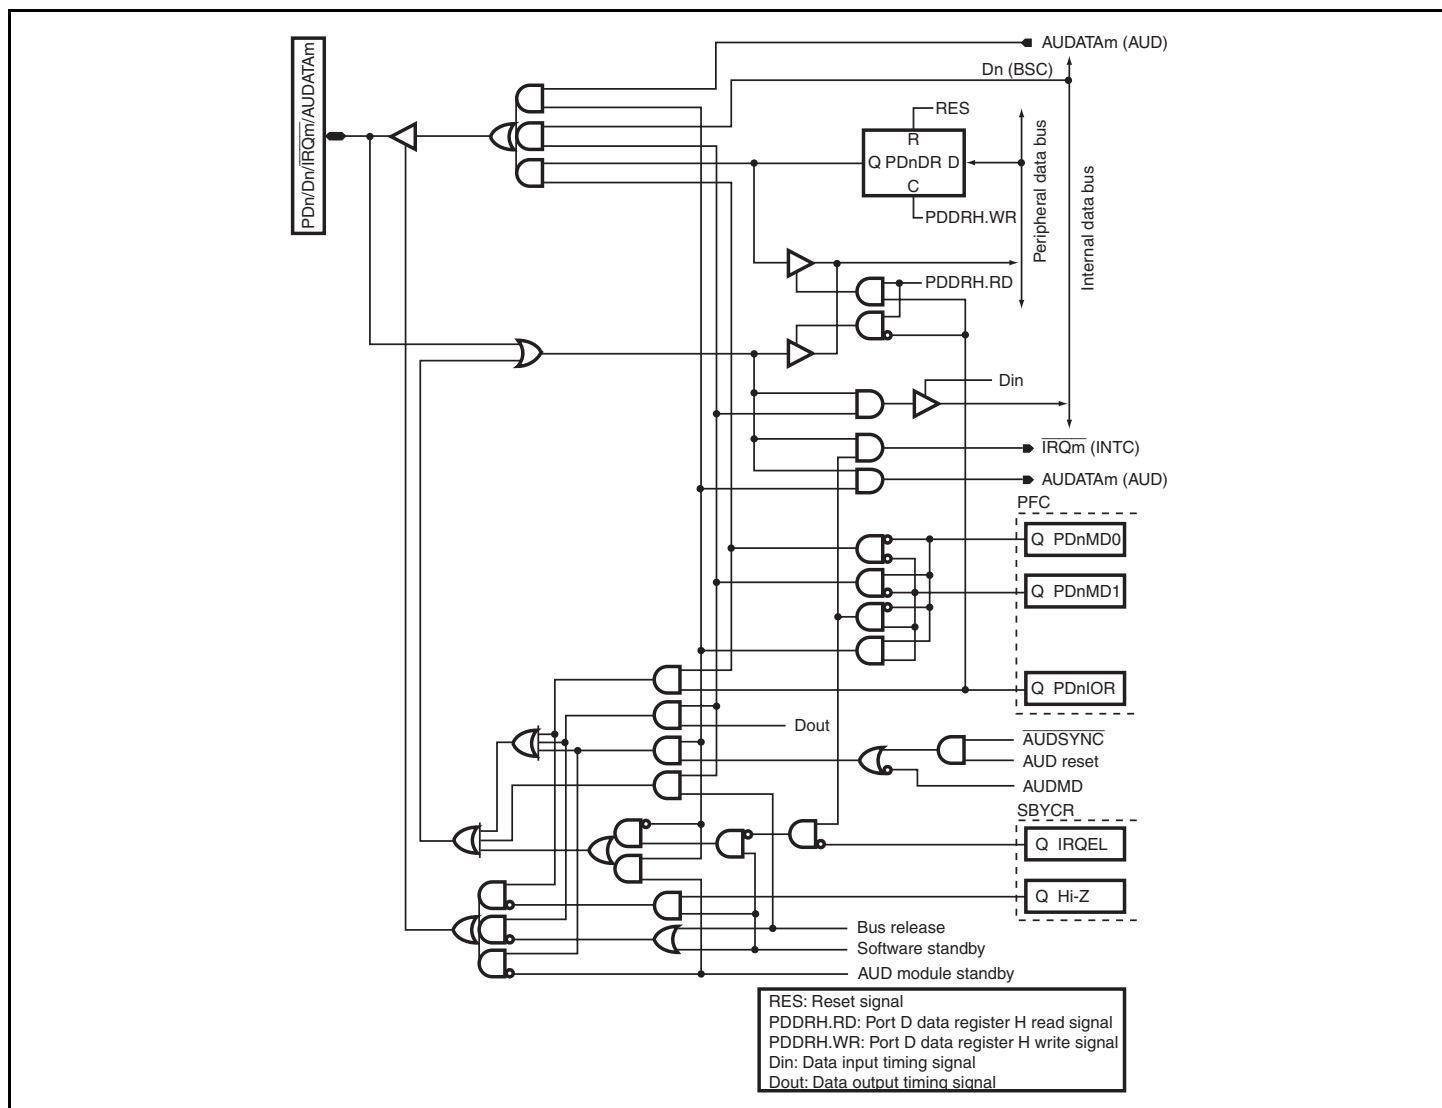 PDn/Dn/IRQm/AUDATAm
AUDATAm (AUD)
Dn (BSC)
RES
R
Q PDnDR D
C
PDDRH.WR
Peripheral data bus
Internal data bus
PDDRH.RD
Din
IRQm (INTC)
AUDATAm (AUD)
PFC
Q PDnMD0
Q PDnMD1
Q PDnIOR
Dout
AUDSYNC
AUD reset
AUDMD
SBYCR
Q IRQEL
Q Hi-Z
Bus release
Software standby
AUD module standby
RES: Reset signal
PDDRH.RD: Port D data register H read signal
PDDRH.WR: Port D data register H write signal
Din: Data input timing signal
Dout: Data output timing signal